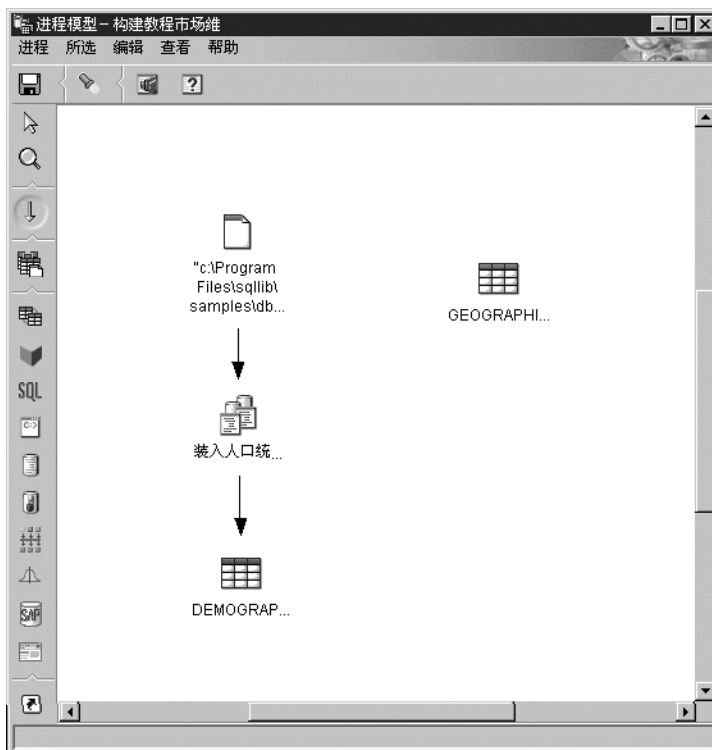 进程模型 – 构建教程市场维
进程 所选 编辑 查看 帮助
"c:\Program
Files\sqllib\
samples\db...
GEOGRAPHI...
装入人口统...
DEMOGRAP...
SQL
C:>
SAP